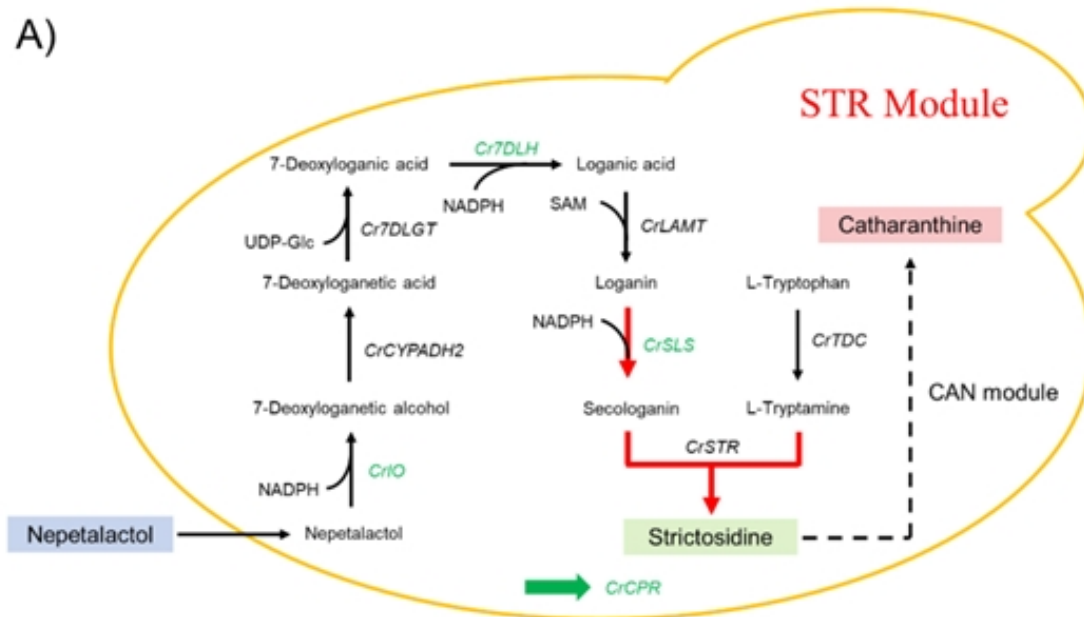 A)
STR Module
7-Deoxyloganic acid
Cr7DLH
Loganic acid
NADPH
SAM
UDP-Glc
Cr7DLGT
CrLAMT
Catharanthine
7-Deoxyloganetic acid
Loganin
L-Tryptophan
NADPH
CrCYPADH2
CrSLS
CrTDC
CAN module
7-Deoxyloganetic alcohol
Secologanin
L-Tryptamine
CrSTR
NADPH
CrIO
Nepetalactol
Nepetalactol
Strictosidine
CrCPR